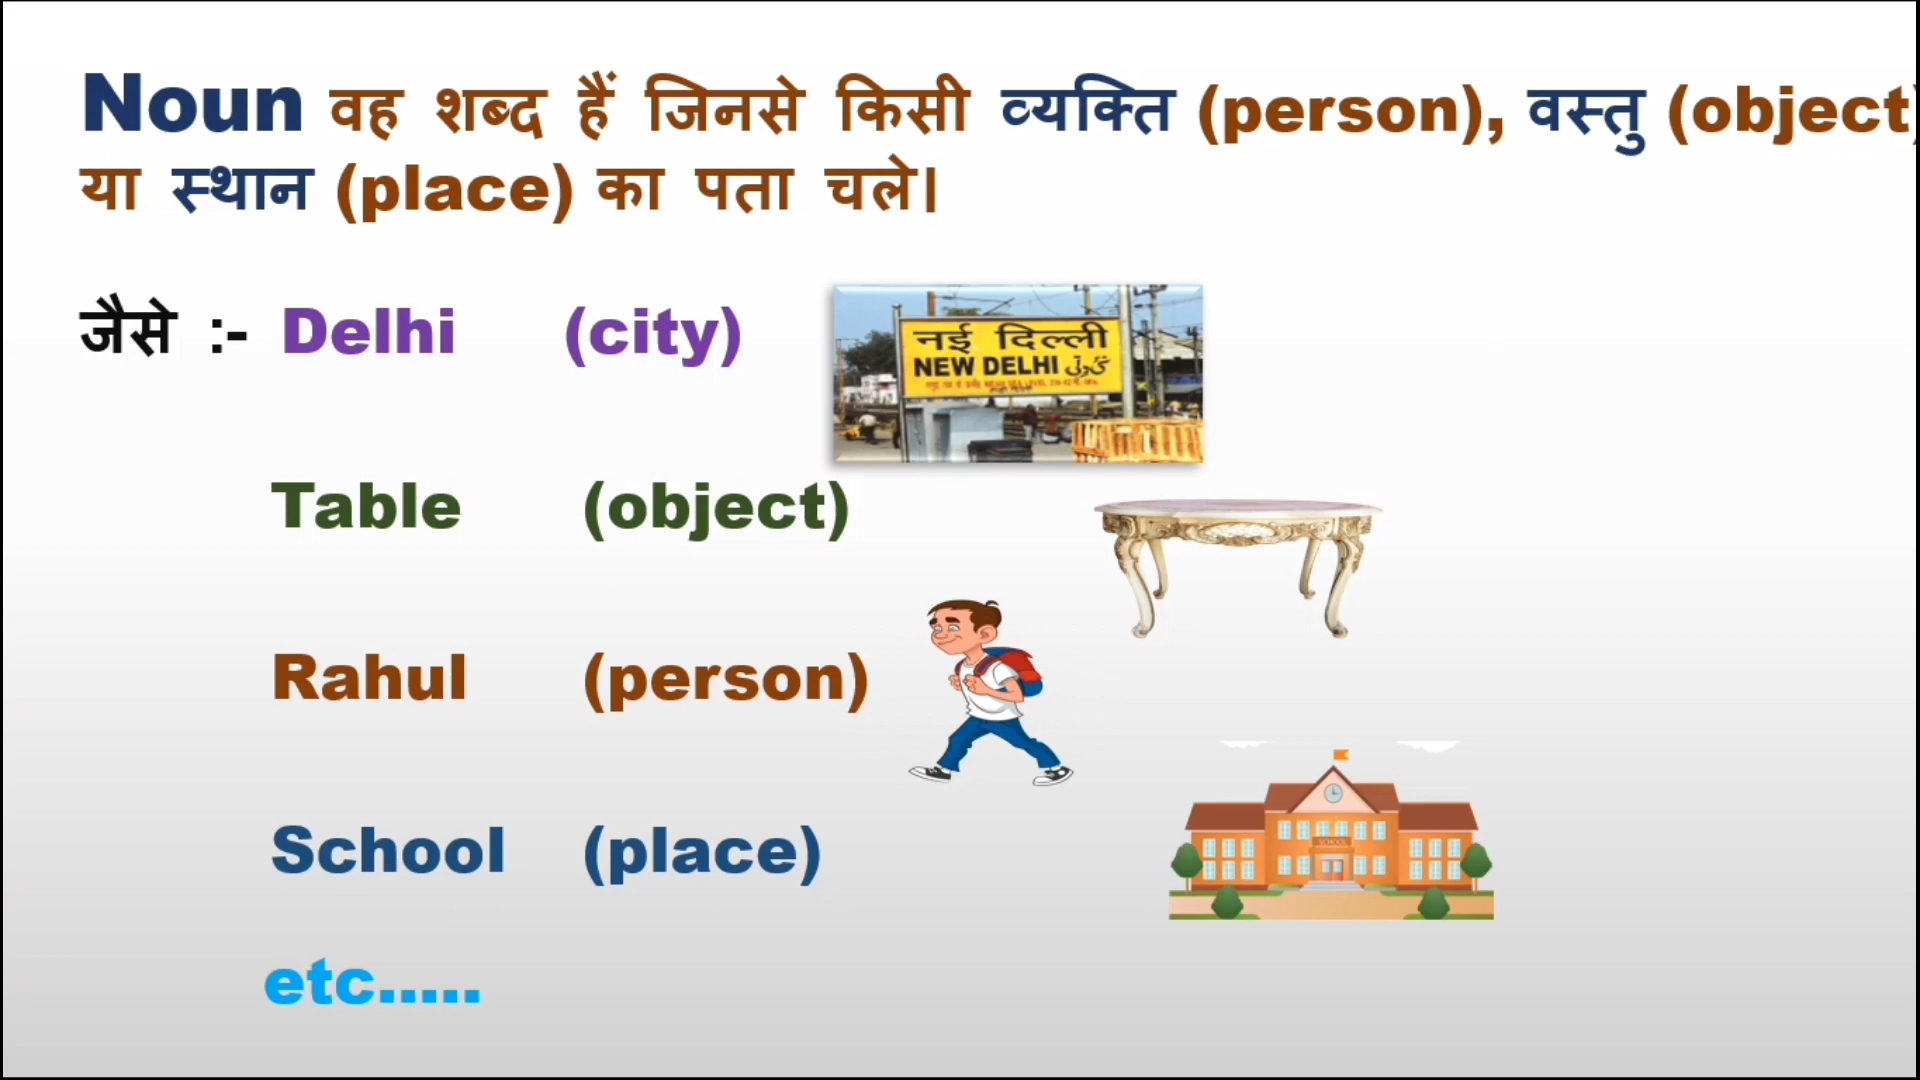 Noun वह शब्द हैं जिनसे किसी व्यक्ति (person), वस्तु (object)
या स्थान (place) का पता चले।
जैसे :- Delhi (city)
नई दिल्ली
NEW DELHI
Table (object)
Rahul (person)
SCHOOL
School (place)
etc.....